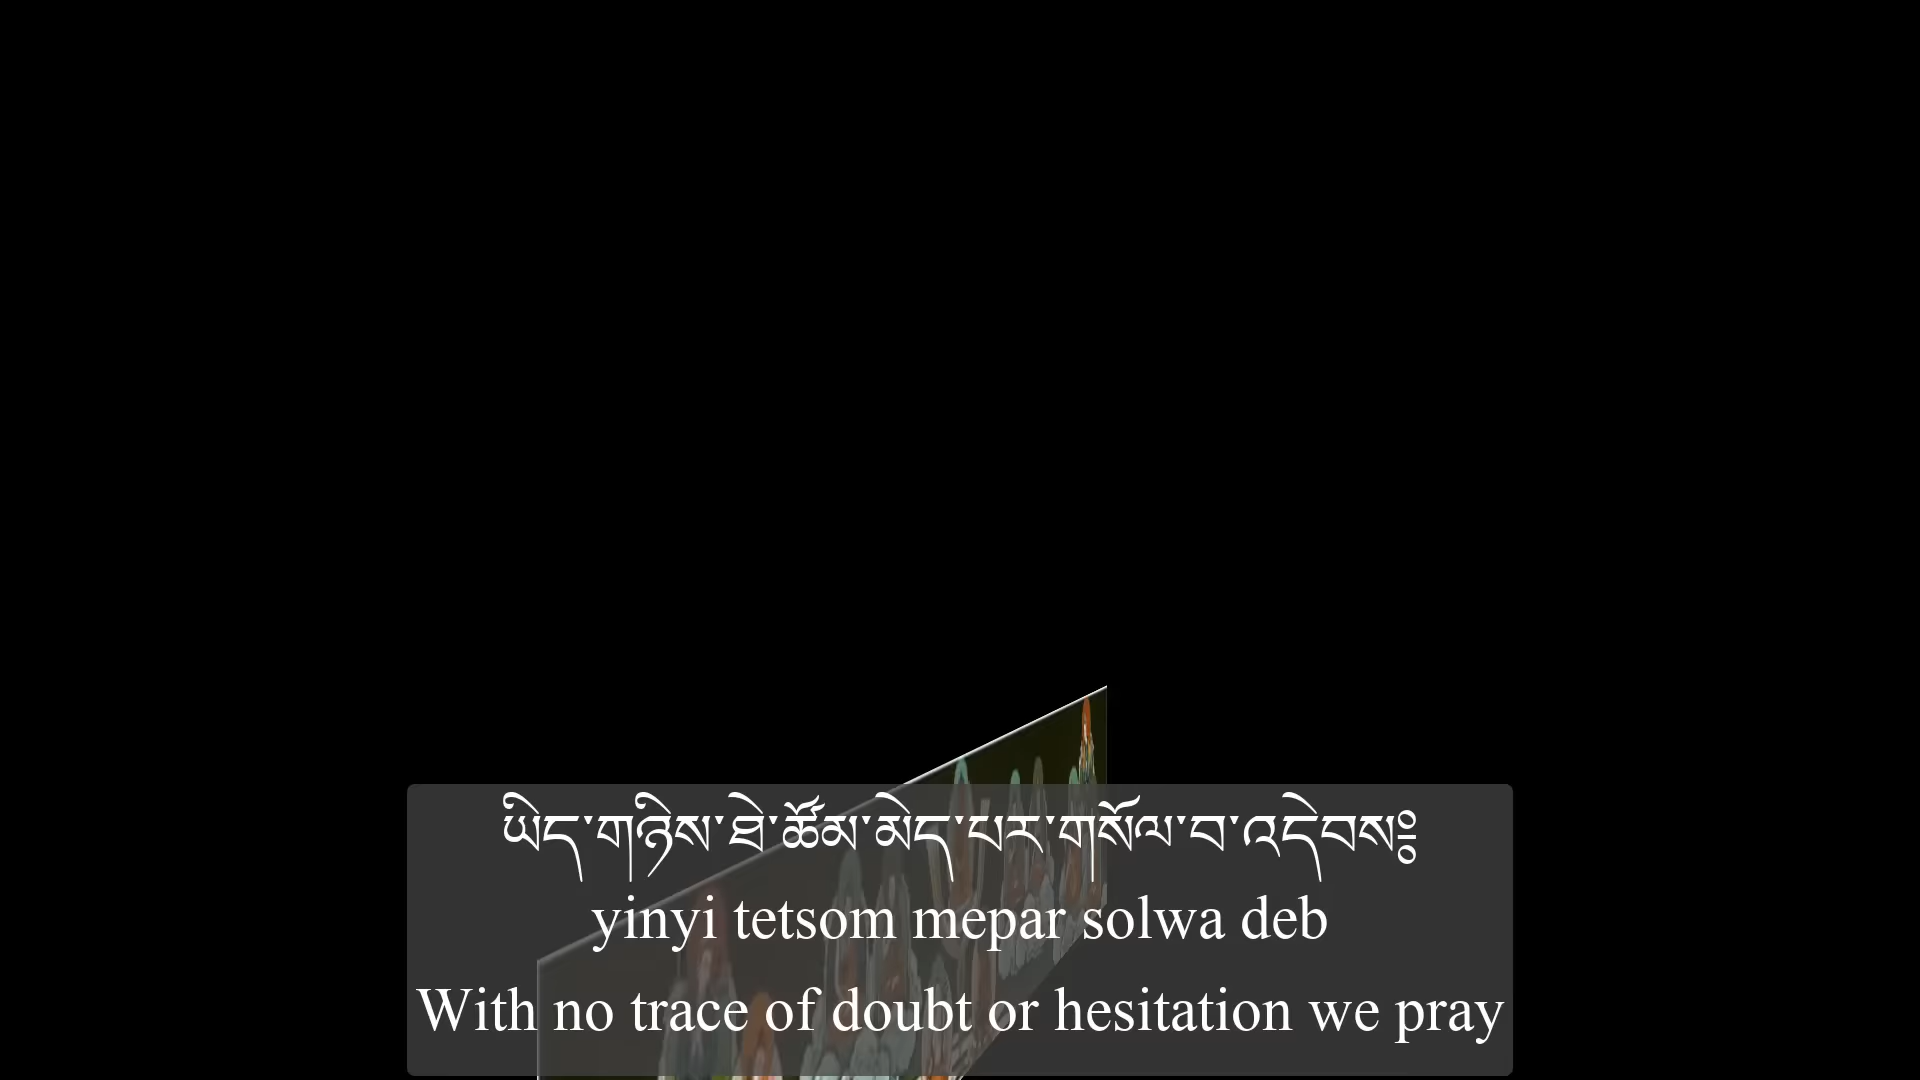 ཡིད་གཉིས་ཐེ་ཚོམ་མེད་པར་གསོལ་བ་འདེབས༔
yinyi tetsom mepar solwa deb
With no trace of doubt or hesitation we pray